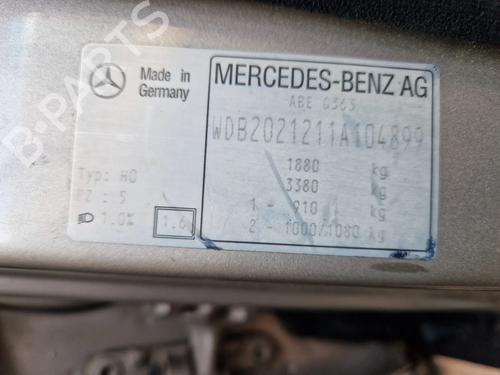 Made in
Germany
MERCEDES-BENZ AG
ABE G363
WDB2021211A104899
1880 kg
3380 kg
1 - 910 kg
2 - 1000/1080 kg
Typ: HO
Z : 5
1.0%
1.6
B-PARTS